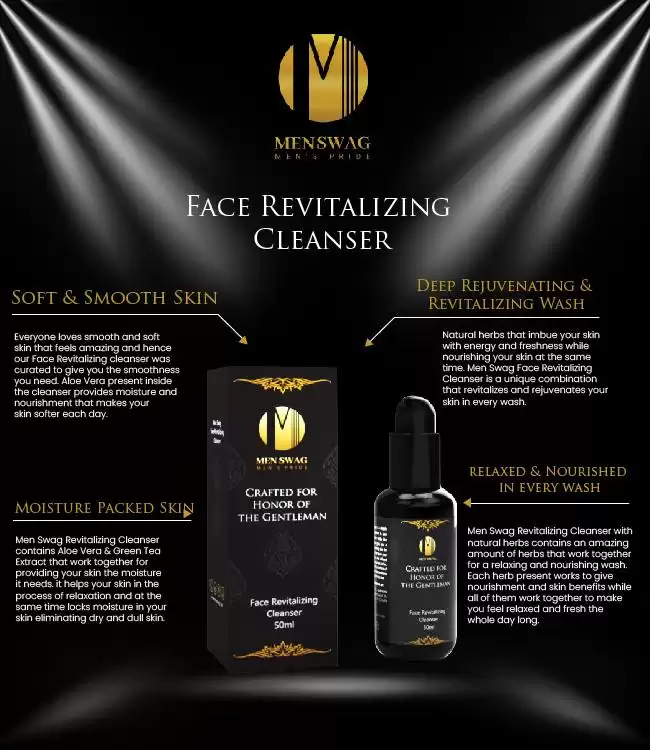 MENSWAG
MEN'S PRIDE
FACE REVITALIZING
CLEANSER
SOFT & SMOOTH SKIN
Everyone loves smooth and soft
skin that feels amazing and hence
our Face Revitalizing cleanser was
curated to give you the smoothness
you need. Aloe Vera present inside
the cleanser provides moisture and
nourishment that makes your
skin softer each day.
DEEP REJUVENATING &
REVITALIZING WASH
Natural herbs that imbue your skin
with energy and freshness while
nourishing your skin at the same
time. Men Swag Face Revitalizing
Cleanser is a unique combination
that revitalizes and rejuvenates your
skin in every wash.
MOISTURE PACKED SKIN
Men Swag Revitalizing Cleanser
contains Aloe Vera & Green Tea
Extract that work together for
providing your skin the moisture
it needs. it helps your skin in the
process of relaxation and at the
same time locks moisture in your
skin eliminating dry and dull skin.
RELAXED & NOURISHED
IN EVERY WASH
Men Swag Revitalizing Cleanser with
natural herbs contains an amazing
amount of herbs that work together
for a relaxing and nourishing wash.
Each herb present works to give
nourishment and skin benefits while
all of them work together to make
you feel relaxed and fresh the
whole day long.
Men Swag
Face Revitalizing
Cleanser
MEN SWAG
MEN'S PRIDE
CRAFTED FOR
HONOR OF
THE GENTLEMAN
Face Revitalizing
Cleanser
50ml
MEN SWAG
CRAFTED FOR
HONOR OF
THE GENTLEMAN
Face Revitalizing
Cleanser
50ml